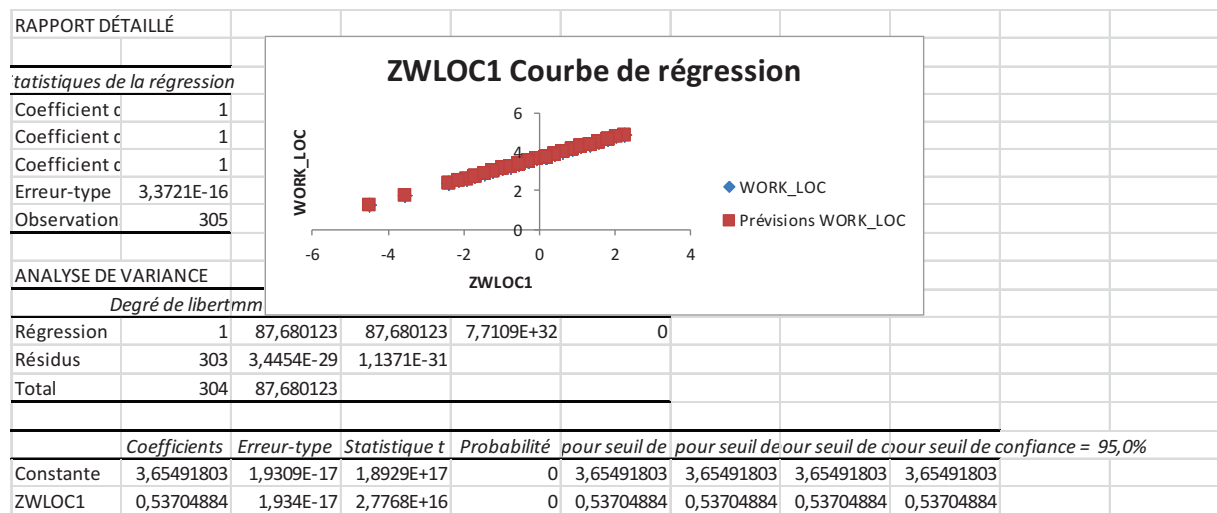 RAPPORT DÉTAILLÉ
tatistiques de la régression
Coefficient d 1
Coefficient d 1
Coefficient d 1
Erreur-type 3,3721E-16
Observation 305
ZWLOC1 Courbe de régression
WORK_LOC
6
4
2
0
-6 -4 -2 0 2 4
ZWLOC1
WORK_LOC
Prévisions WORK_LOC
ANALYSE DE VARIANCE
Degré de libert mm
Régression 1 87,680123 87,680123 7,7109E+32 0
Résidus 303 3,4454E-29 1,1371E-31
Total 304 87,680123
Coefficients Erreur-type Statistique t Probabilité pour seuil de pour seuil de our seuil de c pour seuil de confiance = 95,0%
Constante 3,65491803 1,9309E-17 1,8929E+17 0 3,65491803 3,65491803 3,65491803 3,65491803
ZWLOC1 0,53704884 1,934E-17 2,7768E+16 0 0,53704884 0,53704884 0,53704884 0,53704884